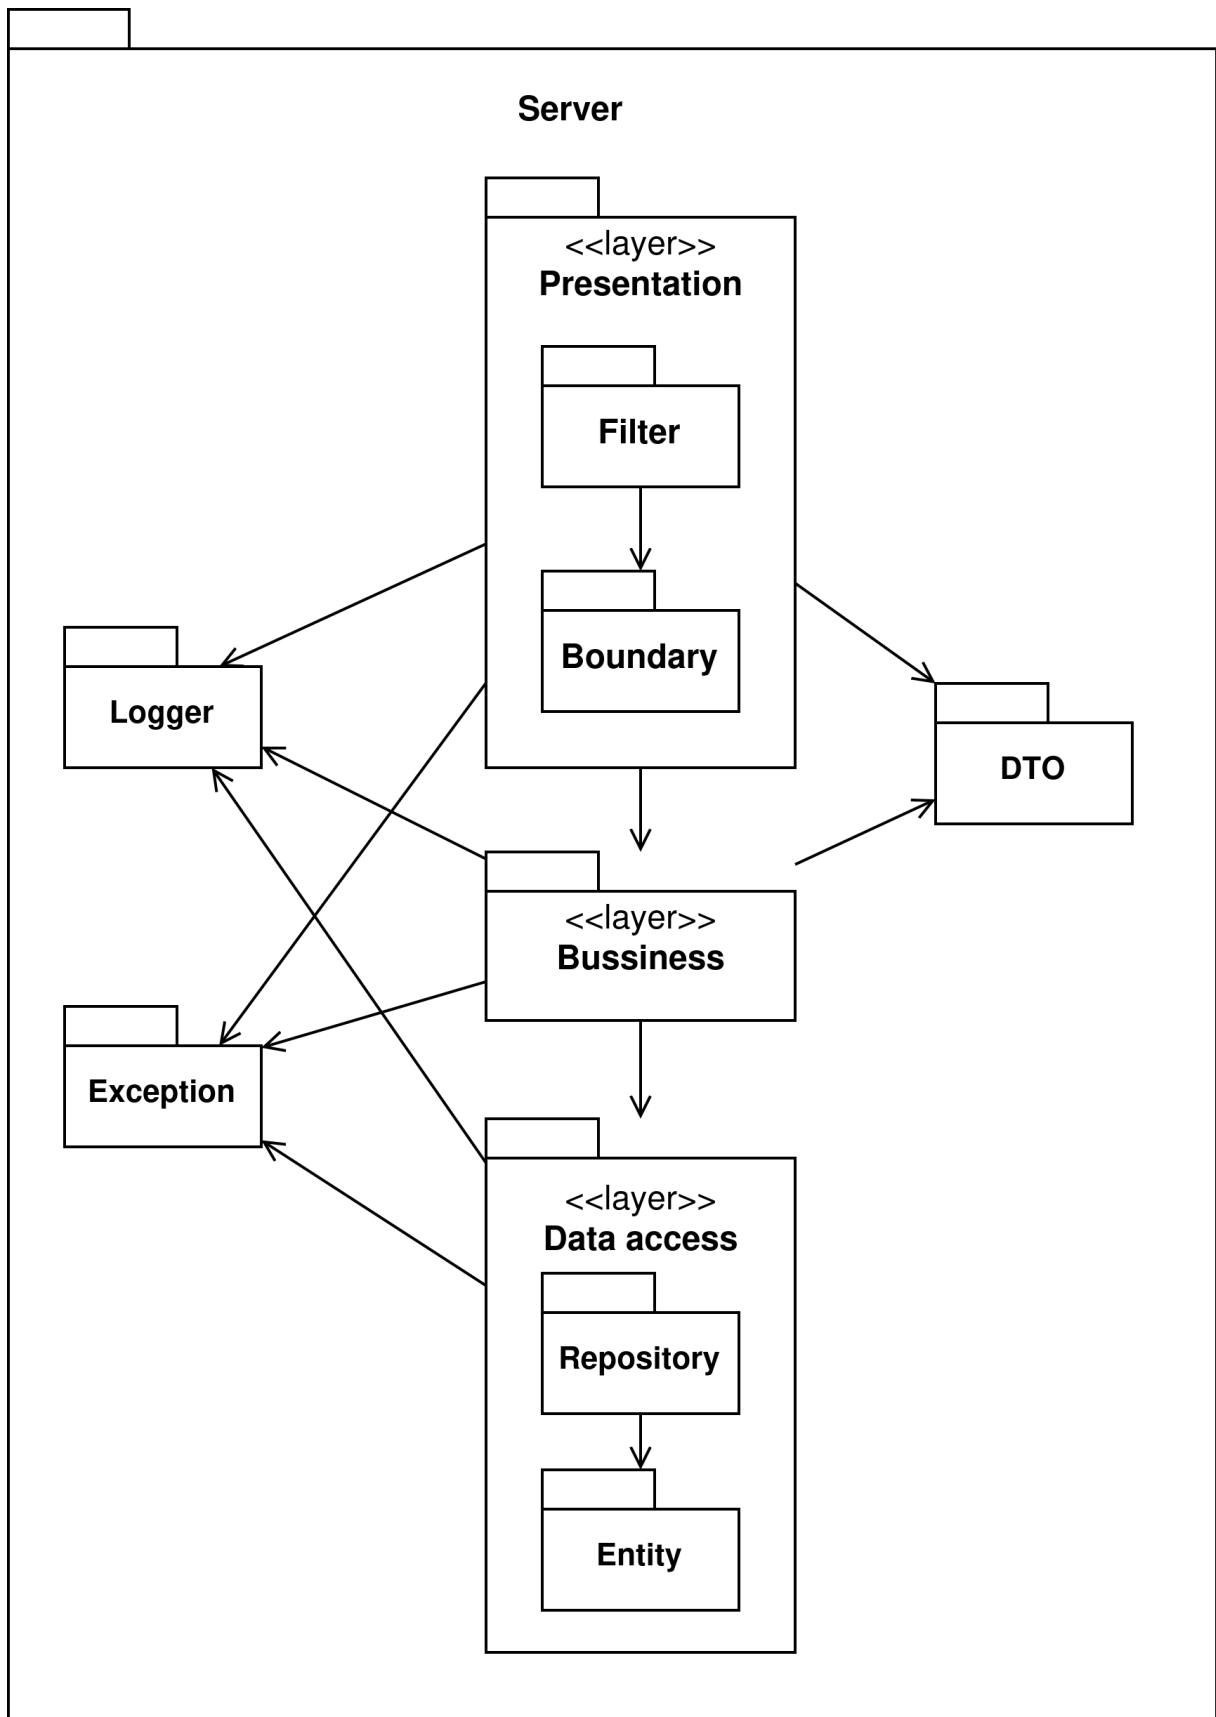 Server
<<layer>>
Presentation
Filter
Boundary
Logger
DTO
<<layer>>
Bussiness
Exception
<<layer>>
Data access
Repository
Entity